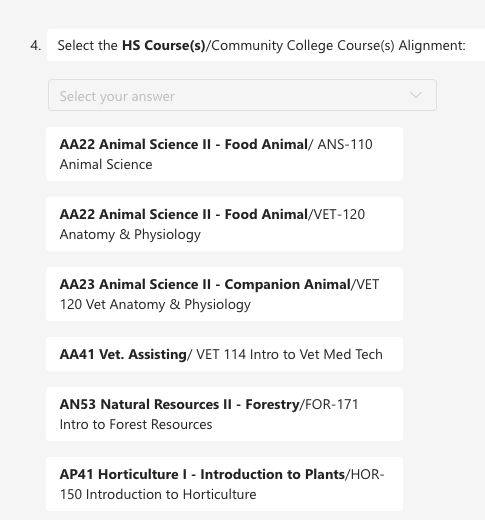 4. Select the HS Course(s)/Community College Course(s) Alignment:
Select your answer
AA22 Animal Science II - Food Animal/ ANS-110
Animal Science
AA22 Animal Science II - Food Animal/VET-120
Anatomy & Physiology
AA23 Animal Science II - Companion Animal/VET
120 Vet Anatomy & Physiology
AA41 Vet. Assisting/ VET 114 Intro to Vet Med Tech
AN53 Natural Resources II - Forestry/FOR-171
Intro to Forest Resources
AP41 Horticulture I - Introduction to Plants/HOR-
150 Introduction to Horticulture